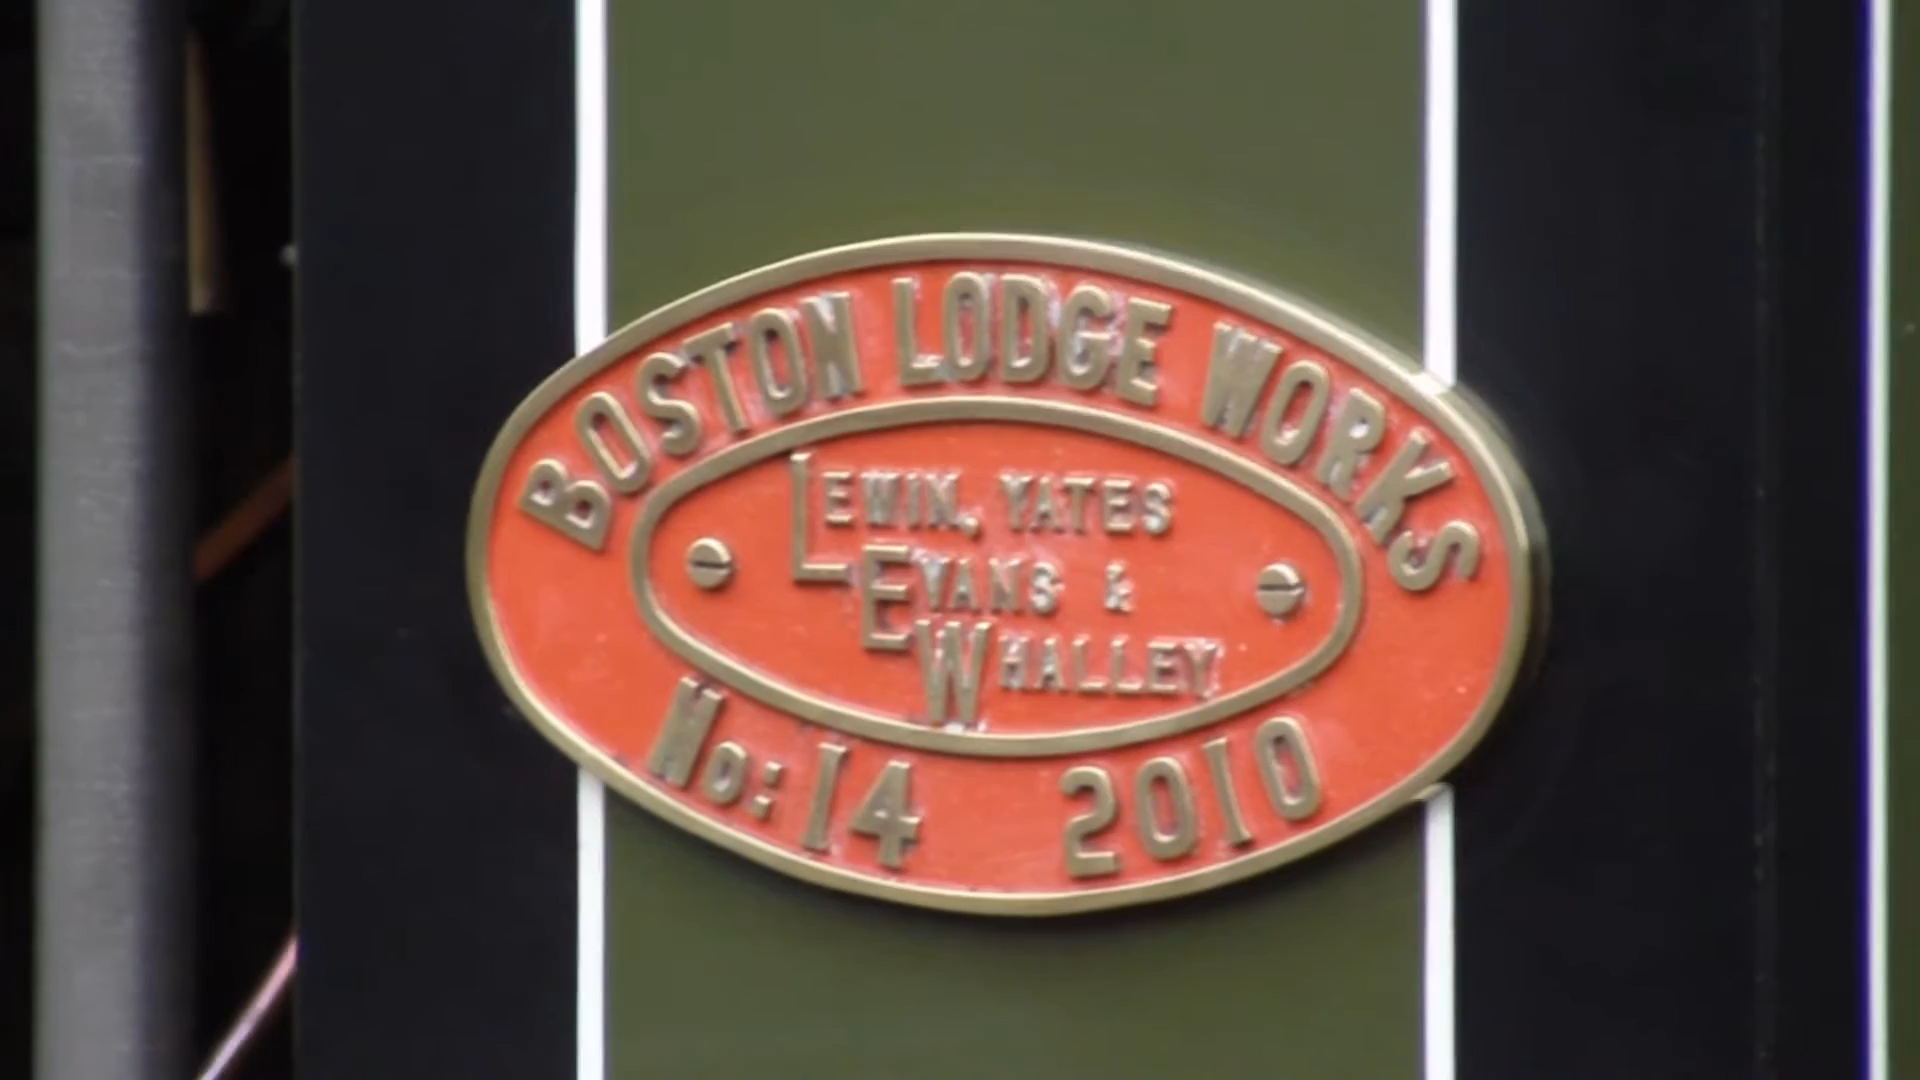 BOSTON LODGE WORKS
LEWIN, YATES
EVANS &
WHALLEY
No: 14 2010